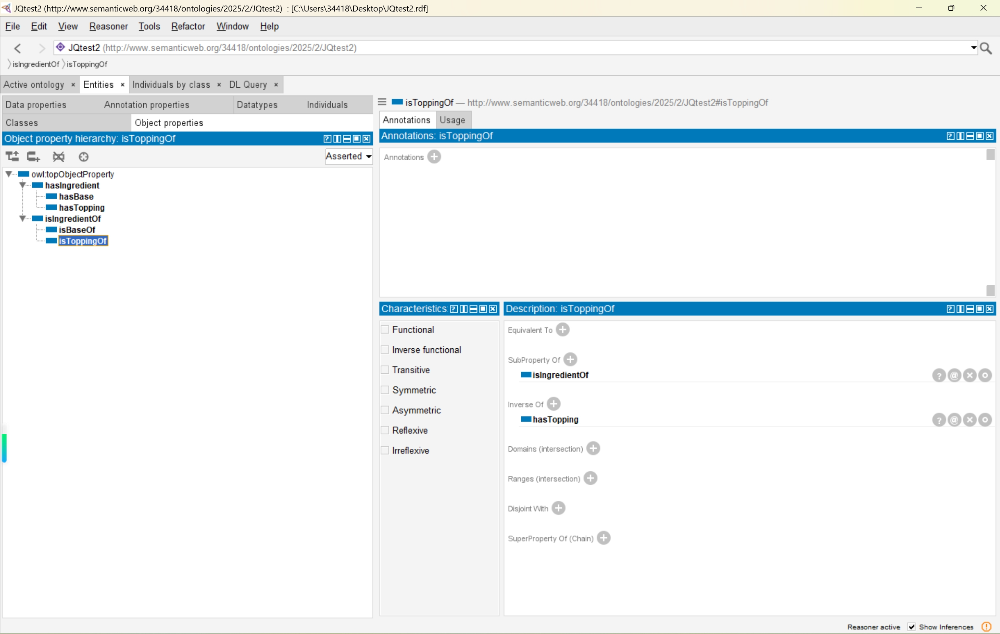 JQtest2 (http://www.semanticweb.org/34418/ontologies/2025/2/JQtest2)  : [C:\Users\34418\Desktop\JQtest2.rdf]
File Edit View Reasoner Tools Refactor Window Help
JQtest2 (http://www.semanticweb.org/34418/ontologies/2025/2/JQtest2)
isIngredientOf isToppingOf
Active ontology × Entities × Individuals by class × DL Query ×
Data properties Annotation properties Datatypes Individuals
Classes Object properties
Object property hierarchy: isToppingOf
Asserted
owl:topObjectProperty
hasIngredient
hasBase
hasTopping
isIngredientOf
isBaseOf
isToppingOf
isToppingOf — http://www.semanticweb.org/34418/ontologies/2025/2/JQtest2#isToppingOf
Annotations Usage
Annotations: isToppingOf
Annotations
Characteristics:
Functional
Inverse functional
Transitive
Symmetric
Asymmetric
Reflexive
Irreflexive
Description: isToppingOf
Equivalent To
SubProperty Of
isIngredientOf
Inverse Of
hasTopping
Domains (intersection)
Ranges (intersection)
Disjoint With
SuperProperty Of (Chain)
Reasoner active Show Inferences